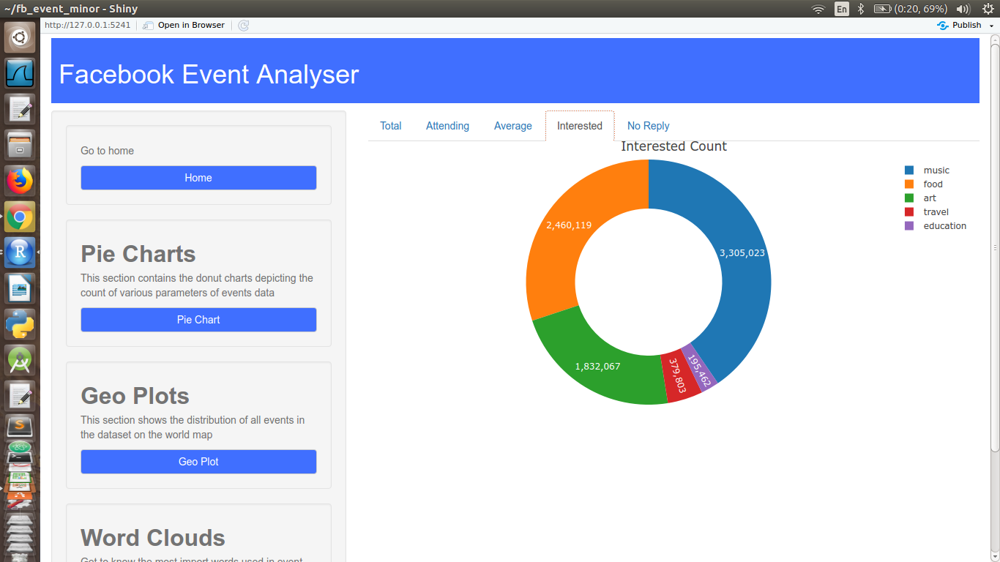 ~/fb_event_minor - Shiny
En
(0:20, 69%)
http://127.0.0.1:5241
Open in Browser
Publish
Facebook Event Analyser
Go to home
Home
Pie Charts
This section contains the donut charts depicting the
count of various parameters of events data
Pie Chart
Geo Plots
This section shows the distribution of all events in
the dataset on the world map
Geo Plot
Word Clouds
Got to know the most import words used in event
Total
Attending
Average
Interested
No Reply
Interested Count
2,460,119
3,305,023
1,832,067
379,803
195,462
music
food
art
travel
education